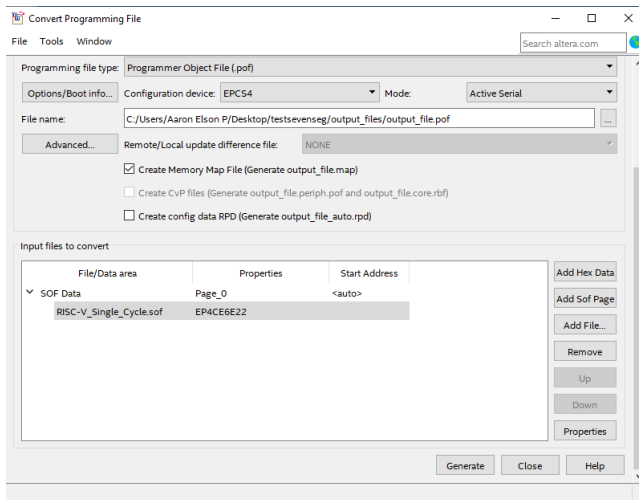 Convert Programming File
File Tools Window
Search altera.com
Programming file type: Programmer Object File (.pof)
Options/Boot info... Configuration device: EPCS4 Mode: Active Serial
File name: C:/Users/Aaron Elson P/Desktop/testsevenseg/output_files/output_file.pof ...
Advanced... Remote/Local update difference file: NONE
Create Memory Map File (Generate output_file.map)
Create CvP files (Generate output_file.periph.pof and output_file.core.rbf)
Create config data RPD (Generate output_file_auto.rpd)
Input files to convert
File/Data area Properties Start Address
SOF Data Page_0 <auto>
RISC-V_Single_Cycle.sof EP4CE6E22
Add Hex Data
Add Sof Page
Add File...
Remove
Up
Down
Properties
Generate Close Help